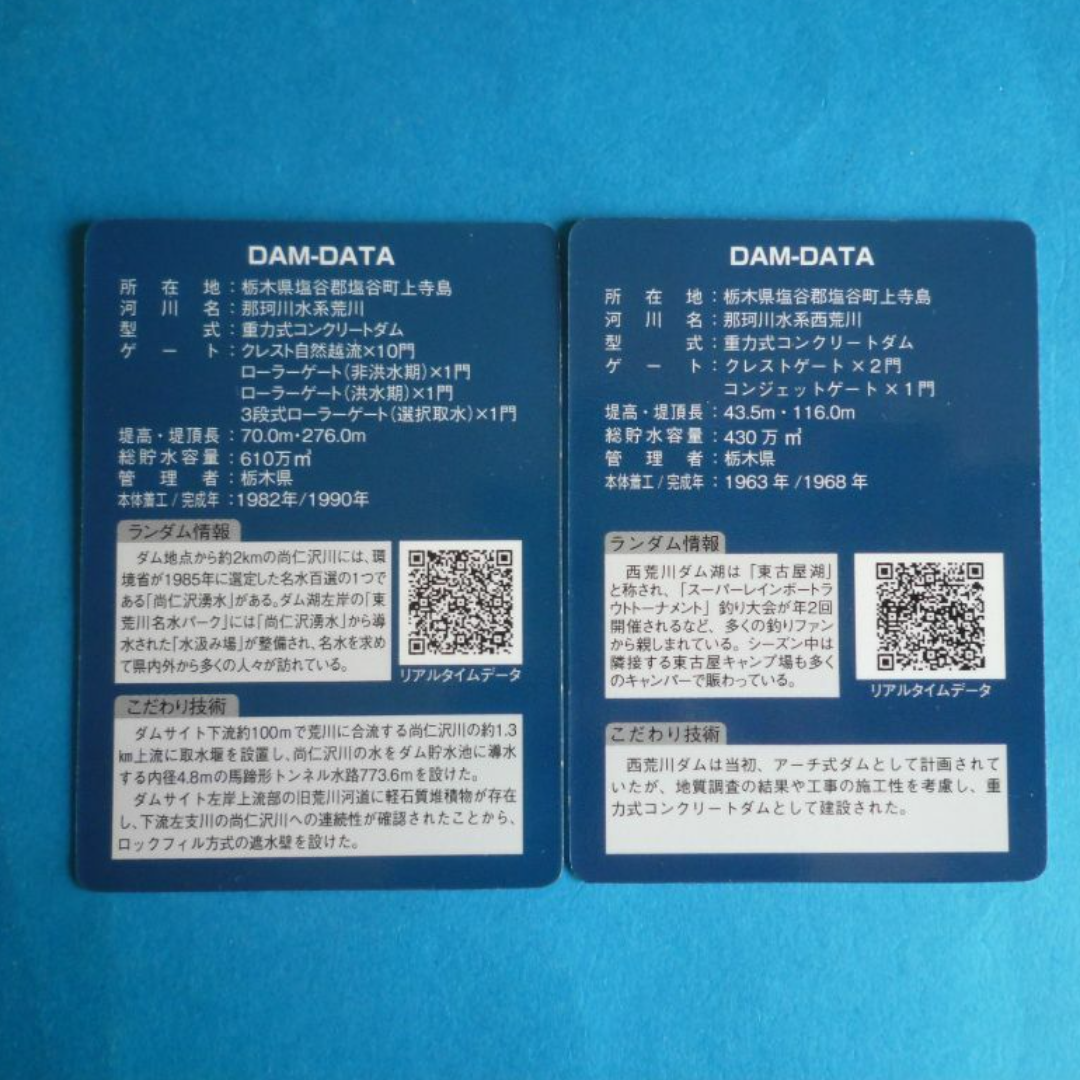 DAM-DATA
所在地：栃木県塩谷郡塩谷町上寺島
河川名：那珂川水系荒川
型式：重力式コンクリートダム
ゲート：クレスト自然越流×10門
ローラーゲート（非洪水期）×1門
ローラーゲート（洪水期）×1門
3段式ローラーゲート（選択取水）×1門
堤高・堤頂長：70.0m・276.0m
総貯水容量：610万㎥
管理者：栃木県
本体着工/完成年：1982年/1990年
ランダム情報
ダム地点から約2kmの尚仁沢川には、環
境省が1985年に選定した名水百選の1つで
ある「尚仁沢湧水」がある。ダム湖左岸の「東
荒川名水パーク」には「尚仁沢湧水」から導
水された「水汲み場」が整備され、名水を求め
て県内外から多くの人々が訪れている。
リアルタイムデータ
こだわり技術
ダムサイト下流約100mで荒川に合流する尚仁沢川の約1.3
㎞上流に取水堰を設置し、尚仁沢川の水をダム貯水池に導水
する内径4.8mの馬蹄形トンネル水路773.6mを設けた。
ダムサイト左岸上流部の旧荒川河道に軽石質堆積物が存在
し、下流左支川の尚仁沢川への連続性が確認されたことから、
ロックフィル方式の遮水壁を設けた。
DAM-DATA
所在地：栃木県塩谷郡塩谷町上寺島
河川名：那珂川水系西荒川
型式：重力式コンクリートダム
ゲート：クレストゲート×2門
コンジェットゲート×1門
堤高・堤頂長：43.5m・116.0m
総貯水容量：430万㎥
管理者：栃木県
本体着工/完成年：1963年/1968年
ランダム情報
西荒川ダム湖は「東古屋湖」
と称され、「スーパーレインボートラ
ウトトーナメント」釣り大会が年2回
開催されるなど、多くの釣りファン
から親しまれている。シーズン中は
隣接する東古屋キャンプ場も多く
のキャンパーで賑わっている。
リアルタイムデータ
こだわり技術
西荒川ダムは当初、アーチ式ダムとして計画されて
いたが、地質調査の結果や工事の施工性を考慮し、重
力式コンクリートダムとして建設された。